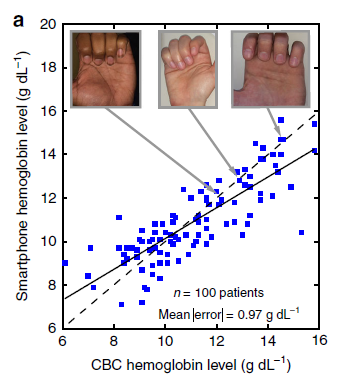 a
Smartphone hemoglobin level (g dL⁻¹)
20
18
16
14
12
10
8
6
n = 100 patients
Mean|error| = 0.97 g dL⁻¹
6 8 10 12 14 16
CBC hemoglobin level (g dL⁻¹)